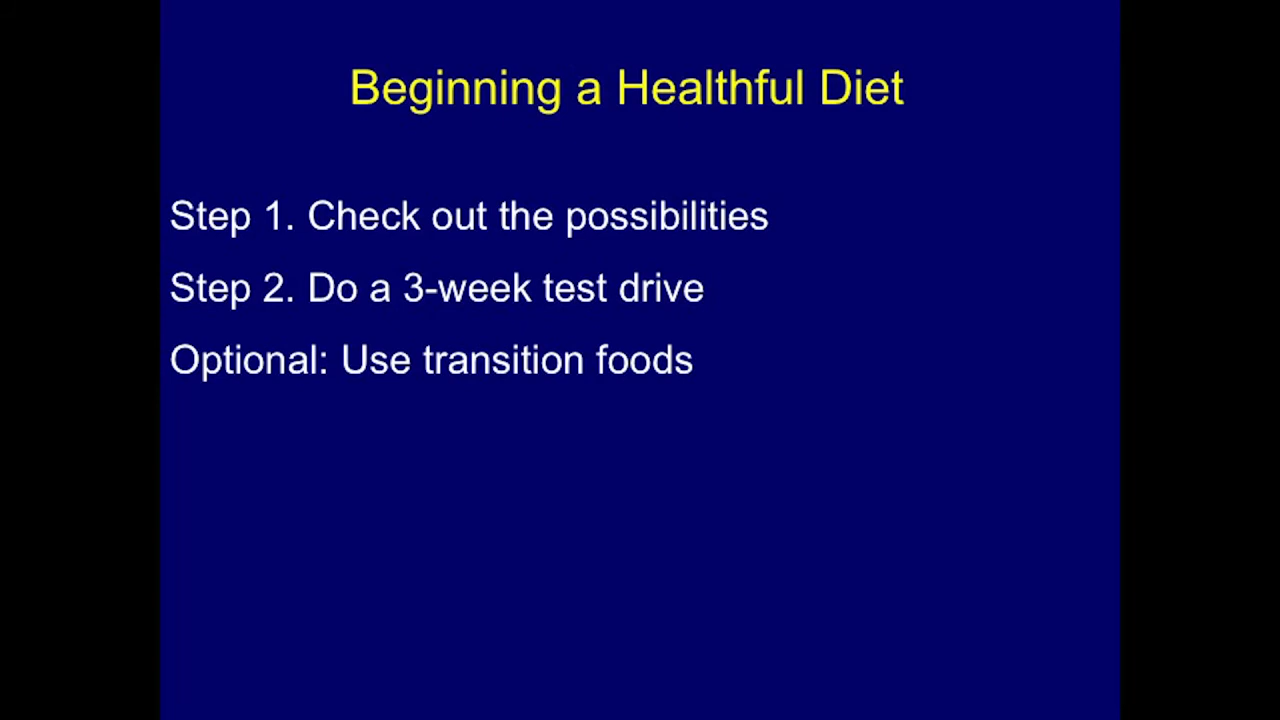 Beginning a Healthful Diet
Step 1. Check out the possibilities
Step 2. Do a 3-week test drive
Optional: Use transition foods